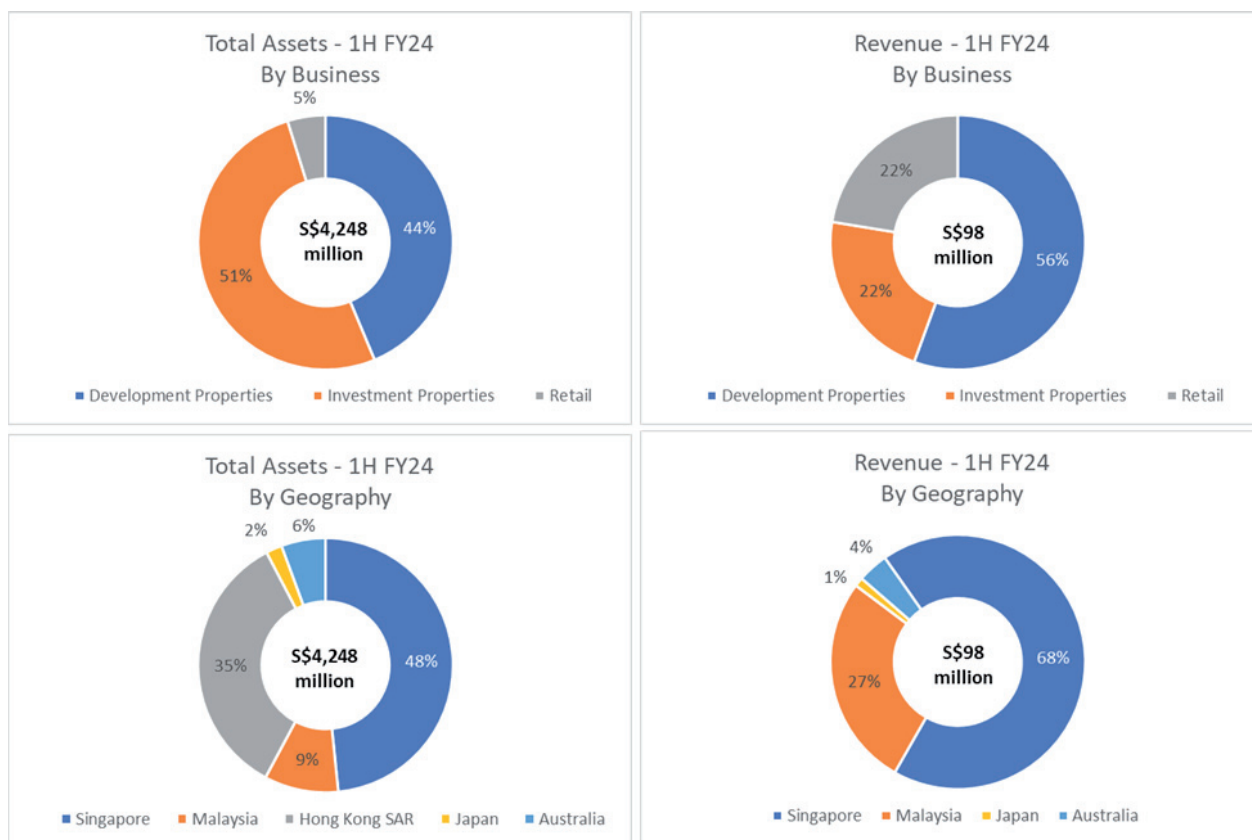 Total Assets - 1H FY24
By Business
5%
44%
51%
S$4,248
million
Development Properties Investment Properties Retail
Revenue - 1H FY24
By Business
22%
56%
22%
S$98
million
Development Properties Investment Properties Retail
Total Assets - 1H FY24
By Geography
2%
6%
35%
48%
9%
S$4,248
million
Singapore Malaysia Hong Kong SAR Japan Australia
Revenue - 1H FY24
By Geography
4%
1%
68%
27%
S$98
million
Singapore Malaysia Japan Australia